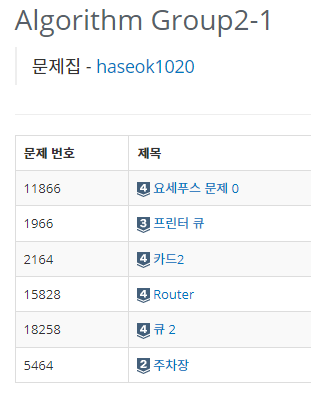 Algorithm Group2-1
문제집 - haseok1020
문제 번호 제목
11866 4 요세푸스 문제 0
1966 3 프린터 큐
2164 4 카드2
15828 4 Router
18258 4 큐 2
5464 2 주차장